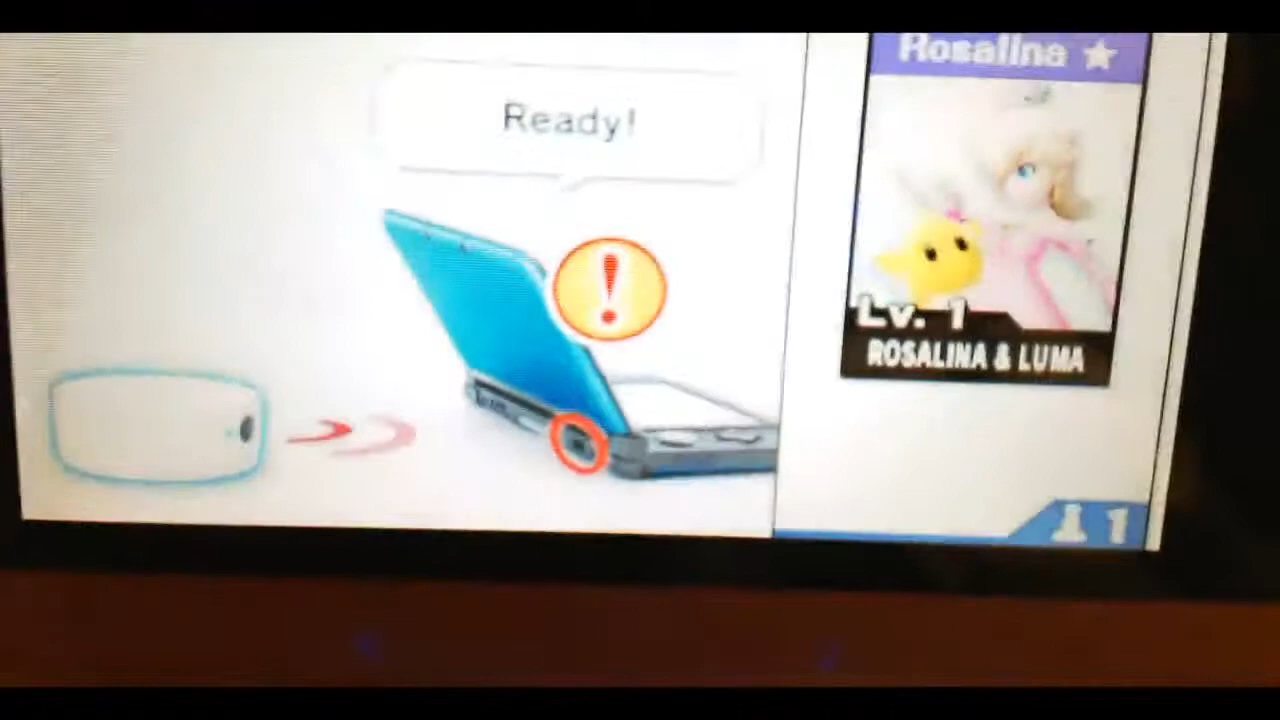 Rosalina ★
Ready!
Lv. 1
ROSALINA & LUMA
1